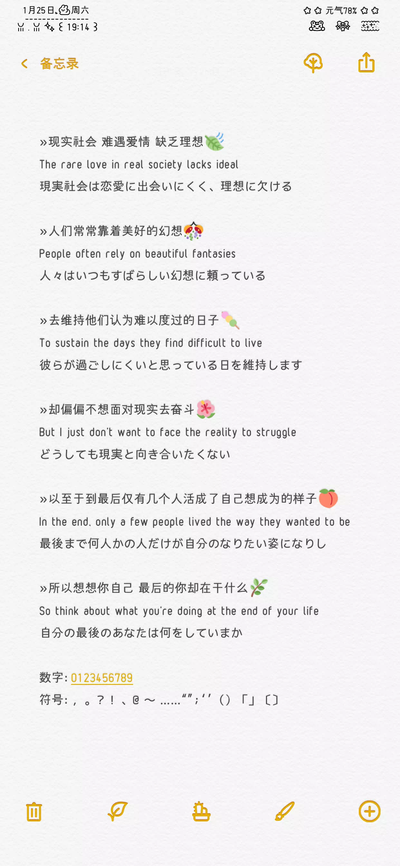 1月25日 周六
元气78%
19:14
备忘录
»现实社会 难遇爱情 缺乏理想
The rare love in real society lacks ideal
現実社会は恋愛に出会いにくく、理想に欠ける
»人们常常靠着美好的幻想
People often rely on beautiful fantasies
人々はいつもすばらしい幻想に頼っている
»去维持他们认为难以度过的日子
To sustain the days they find difficult to live
彼らが過ごしにくいと思っている日を維持します
»却偏偏不想面对现实去奋斗
But I just don't want to face the reality to struggle
どうしても現実と向き合いたくない
»以至于到最后仅有几个人活成了自己想成为的样子
In the end, only a few people lived the way they wanted to be
最後まで何人かの人だけが自分のなりたい姿になりし
»所以想想你自己 最后的你却在干什么
So think about what you're doing at the end of your life
自分の最後のあなたは何をしていまか
数字: 0123456789
符号: , 。? ! 、@ ~ ……“”;‘’ () 「」〔〕